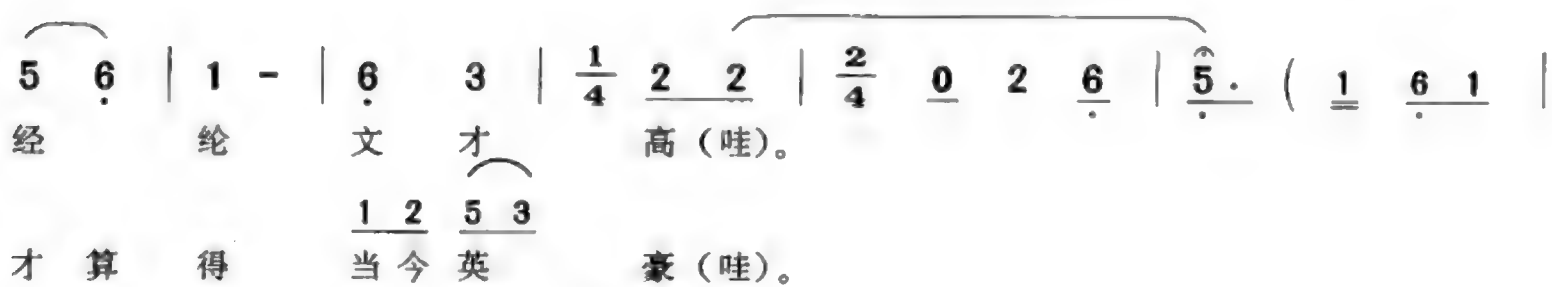 5 6 | 1 - | 6 3 | 1/4 2 2 | 2/4 0 2 6 | 5 · ( 1 6 1 |
经 纶 文 才 高（哇）。
1 2 5 3
才 算 得 当 今 英 豪（哇）。